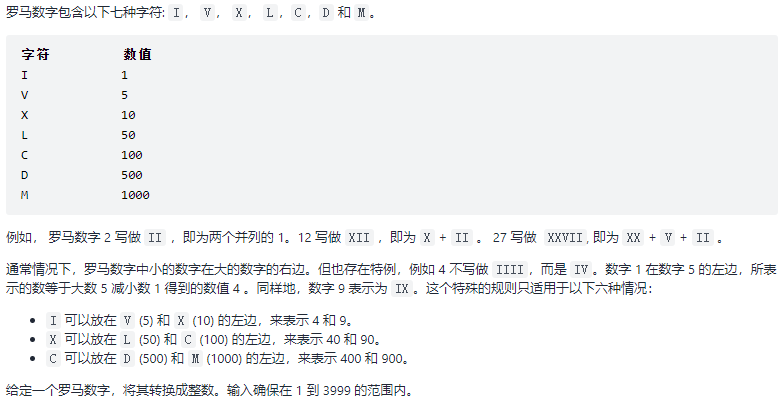 罗马数字包含以下七种字符: I， V， X， L，C，D 和 M。
字符 数值
I 1
V 5
X 10
L 50
C 100
D 500
M 1000
例如， 罗马数字 2 写做 II ，即为两个并列的 1。12 写做 XII ，即为 X + II 。 27 写做 XXVII, 即为 XX + V + II 。
通常情况下，罗马数字中小的数字在大的数字的右边。但也存在特例，例如 4 不写做 IIII，而是 IV。数字 1 在数字 5 的左边，所表
示的数等于大数 5 减小数 1 得到的数值 4 。同样地，数字 9 表示为 IX。这个特殊的规则只适用于以下六种情况：
• I 可以放在 V (5) 和 X (10) 的左边，来表示 4 和 9。
• X 可以放在 L (50) 和 C (100) 的左边，来表示 40 和 90。
• C 可以放在 D (500) 和 M (1000) 的左边，来表示 400 和 900。
给定一个罗马数字，将其转换成整数。输入确保在 1 到 3999 的范围内。